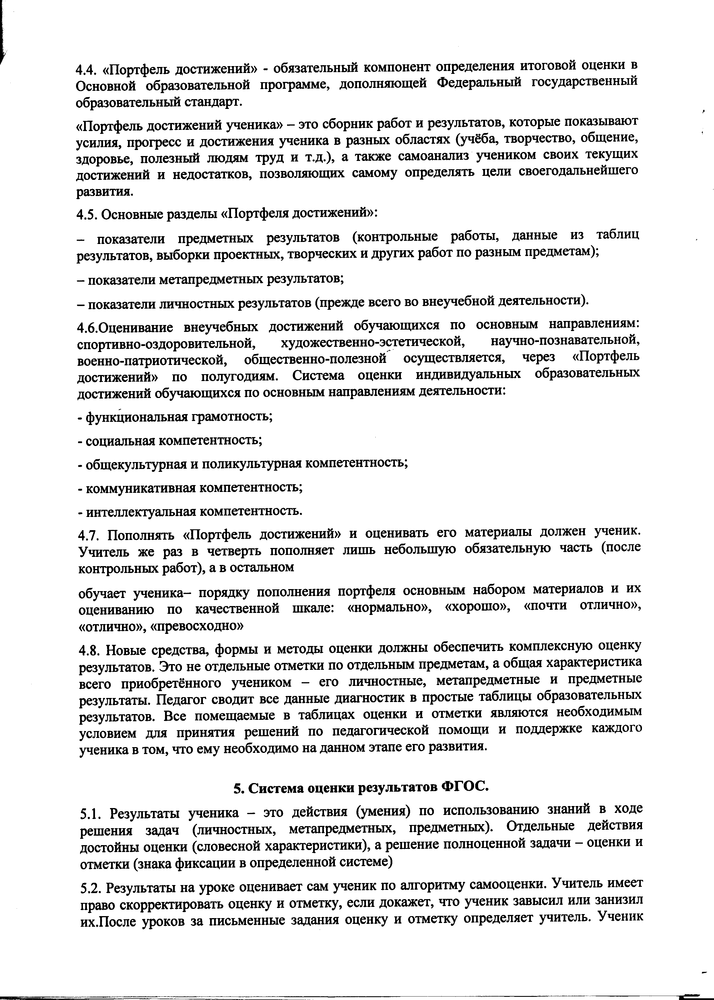 4.4. «Портфель достижений» - обязательный компонент определения итоговой оценки в
Основной образовательной программе, дополняющей Федеральный государственный
образовательный стандарт.
«Портфель достижений ученика» – это сборник работ и результатов, которые показывают
усилия, прогресс и достижения ученика в разных областях (учёба, творчество, общение,
здоровье, полезный людям труд и т.д.), а также самоанализ учеником своих текущих
достижений и недостатков, позволяющих самому определять цели своегодальнейшего
развития.
4.5. Основные разделы «Портфеля достижений»:
– показатели предметных результатов (контрольные работы, данные из таблиц
результатов, выборки проектных, творческих и других работ по разным предметам);
– показатели метапредметных результатов;
– показатели личностных результатов (прежде всего во внеучебной деятельности).
4.6.Оценивание внеучебных достижений обучающихся по основным направлениям:
спортивно-оздоровительной, художественно-эстетической, научно-познавательной,
военно-патриотической, общественно-полезной осуществляется, через «Портфель
достижений» по полугодиям. Система оценки индивидуальных образовательных
достижений обучающихся по основным направлениям деятельности:
- функциональная грамотность;
- социальная компетентность;
- общекультурная и поликультурная компетентность;
- коммуникативная компетентность;
- интеллектуальная компетентность.
4.7. Пополнять «Портфель достижений» и оценивать его материалы должен ученик.
Учитель же раз в четверть пополняет лишь небольшую обязательную часть (после
контрольных работ), а в остальном
обучает ученика– порядку пополнения портфеля основным набором материалов и их
оцениванию по качественной шкале: «нормально», «хорошо», «почти отлично»,
«отлично», «превосходно»
4.8. Новые средства, формы и методы оценки должны обеспечить комплексную оценку
результатов. Это не отдельные отметки по отдельным предметам, а общая характеристика
всего приобретённого учеником – его личностные, метапредметные и предметные
результаты. Педагог сводит все данные диагностик в простые таблицы образовательных
результатов. Все помещаемые в таблицах оценки и отметки являются необходимым
условием для принятия решений по педагогической помощи и поддержке каждого
ученика в том, что ему необходимо на данном этапе его развития.
5. Система оценки результатов ФГОС.
5.1. Результаты ученика – это действия (умения) по использованию знаний в ходе
решения задач (личностных, метапредметных, предметных). Отдельные действия
достойны оценки (словесной характеристики), а решение полноценной задачи – оценки и
отметки (знака фиксации в определенной системе)
5.2. Результаты на уроке оценивает сам ученик по алгоритму самооценки. Учитель имеет
право скорректировать оценку и отметку, если докажет, что ученик завысил или занизил
их.После уроков за письменные задания оценку и отметку определяет учитель. Ученик